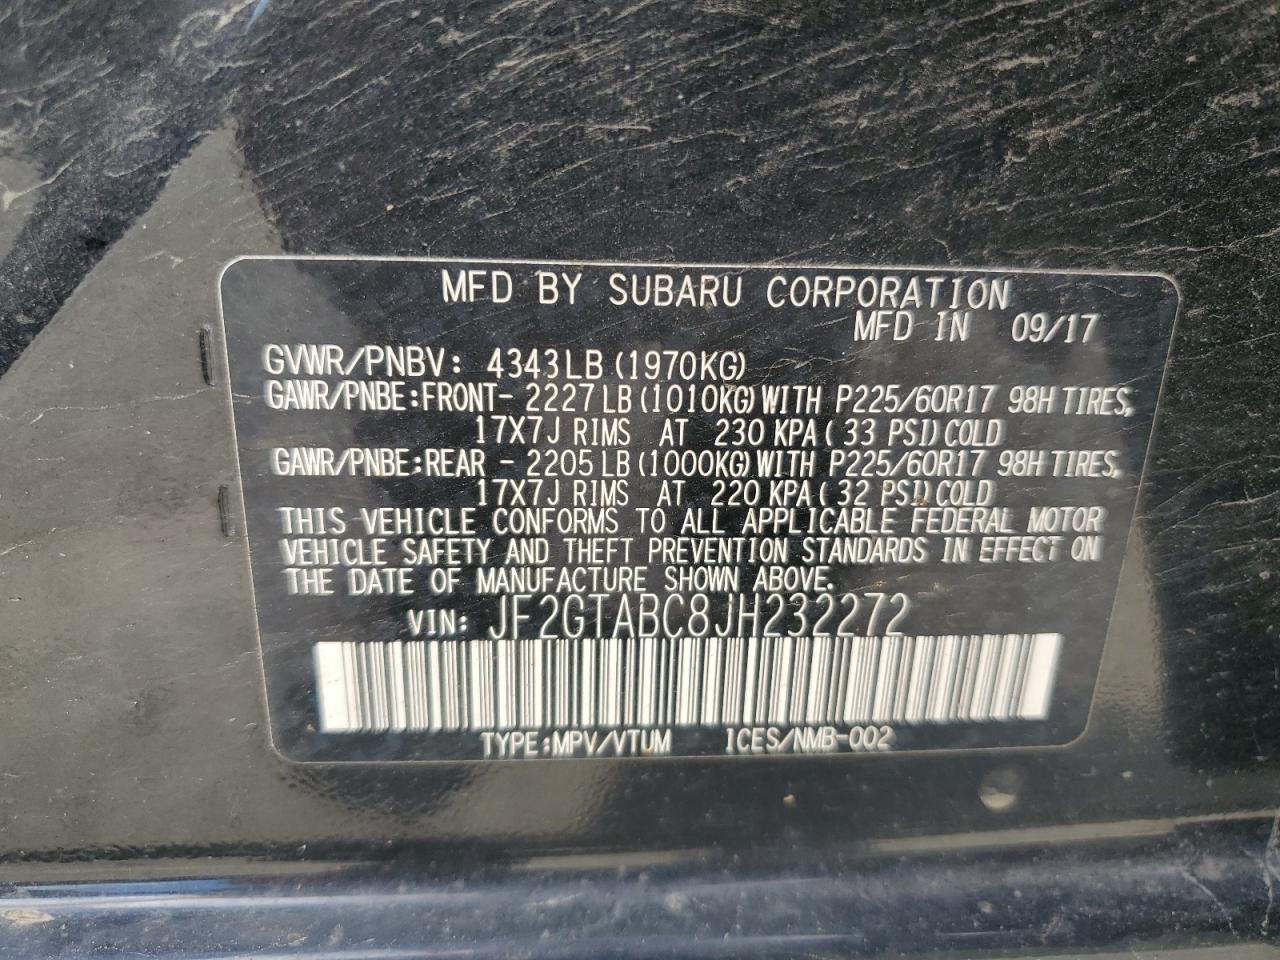 MFD BY SUBARU CORPORATION
MFD IN 09/17
GVWR/PNBV: 4343LB (1970KG)
GAWR/PNBE:FRONT- 2227LB(1010KG)WITH P225/60R17 98H TIRES,
17X7J RIMS AT 230 KPA( 33 PSI)COLD
GAWR/PNBE:REAR - 2205LB(1000KG)WITH P225/60R17 98H TIRES,
17X7J RIMS AT 220 KPA( 32 PSI)COLD
THIS VEHICLE CONFORMS TO ALL APPLICABLE FEDERAL MOTOR
VEHICLE SAFETY AND THEFT PREVENTION STANDARDS IN EFFECT ON
THE DATE OF MANUFACTURE SHOWN ABOVE.
VIN: JF2GTABC8JH232272
TYPE:MPV/VTUM ICES/NMB-002